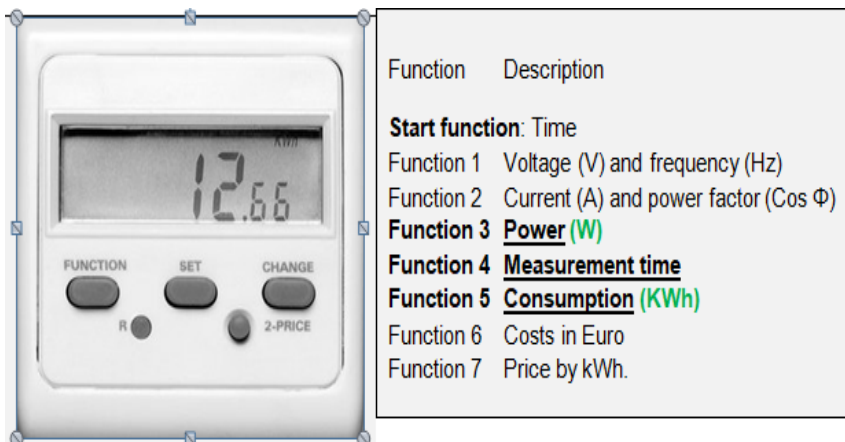 KWh
12.66
FUNCTION SET CHANGE
R 2-PRICE
Function Description
Start function: Time
Function 1 Voltage (V) and frequency (Hz)
Function 2 Current (A) and power factor (Cos Φ)
Function 3 Power (W)
Function 4 Measurement time
Function 5 Consumption (KWh)
Function 6 Costs in Euro
Function 7 Price by kWh.